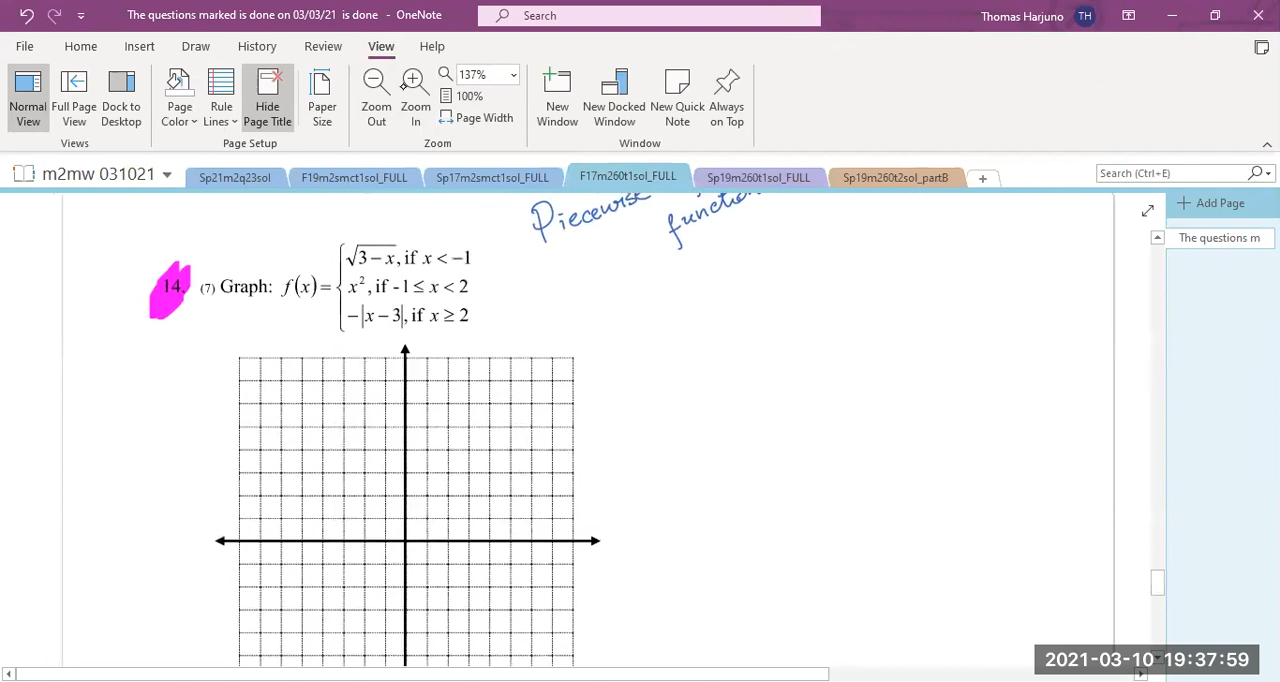 The questions marked is done on 03/03/21 is done - OneNote
Search
Thomas Harjuno TH
File Home Insert Draw History Review View Help
Normal View
Full Page View
Dock to Desktop
Page Color
Rule Lines
Hide Page Title
Paper Size
Zoom Out
Zoom In
137%
100%
Page Width
New Window
New Docked Window
New Quick Note
Always on Top
Views Page Setup Zoom Window
m2mw 031021 Sp21m2q23sol F19m2smct1sol_FULL Sp17m2smct1sol_FULL F17m260t1sol_FULL Sp19m260t1sol_FULL Sp19m260t2sol_partB Search (Ctrl+E)
Add Page
The questions m
Piecewise
function
14. (7) Graph: f(x) = { √(3 − x), if x < −1
x², if -1 ≤ x < 2
−|x − 3|, if x ≥ 2
2021-03-10 19:37:59